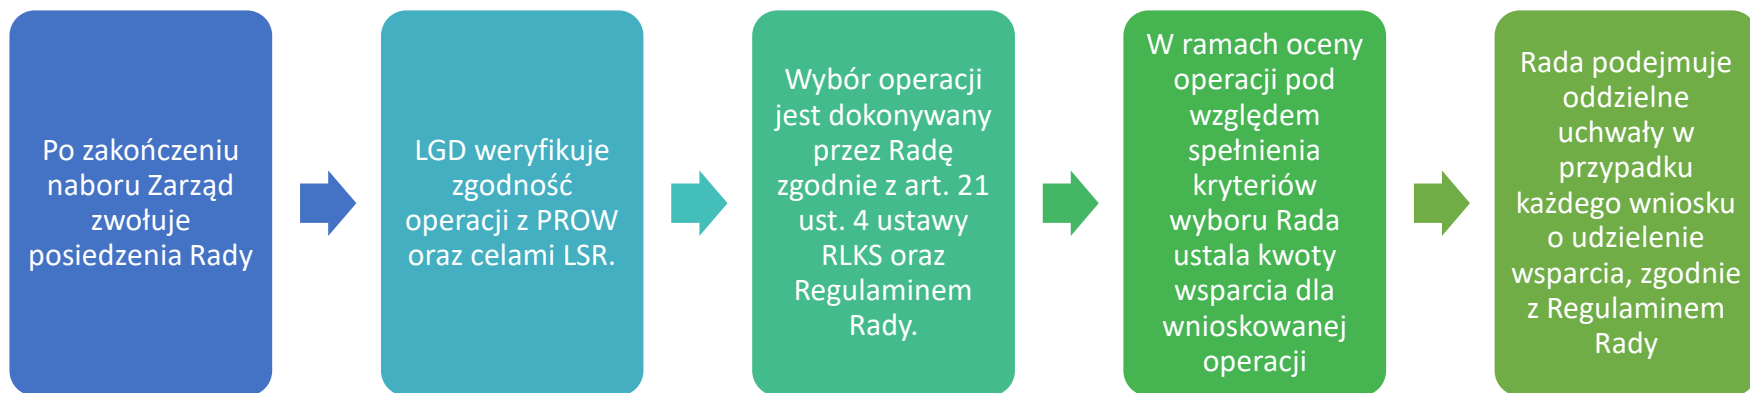 Po zakończeniu
naboru Zarząd
zwołuje
posiedzenia Rady
LGD weryfikuje
zgodność
operacji z PROW
oraz celami LSR.
Wybór operacji
jest dokonywany
przez Radę
zgodnie z art. 21
ust. 4 ustawy
RLKS oraz
Regulaminem
Rady.
W ramach oceny
operacji pod
względem
spełnienia
kryteriów
wyboru Rada
ustala kwoty
wsparcia dla
wnioskowanej
operacji
Rada podejmuje
oddzielne
uchwały w
przypadku
każdego wniosku
o udzielenie
wsparcia, zgodnie
z Regulaminem
Rady